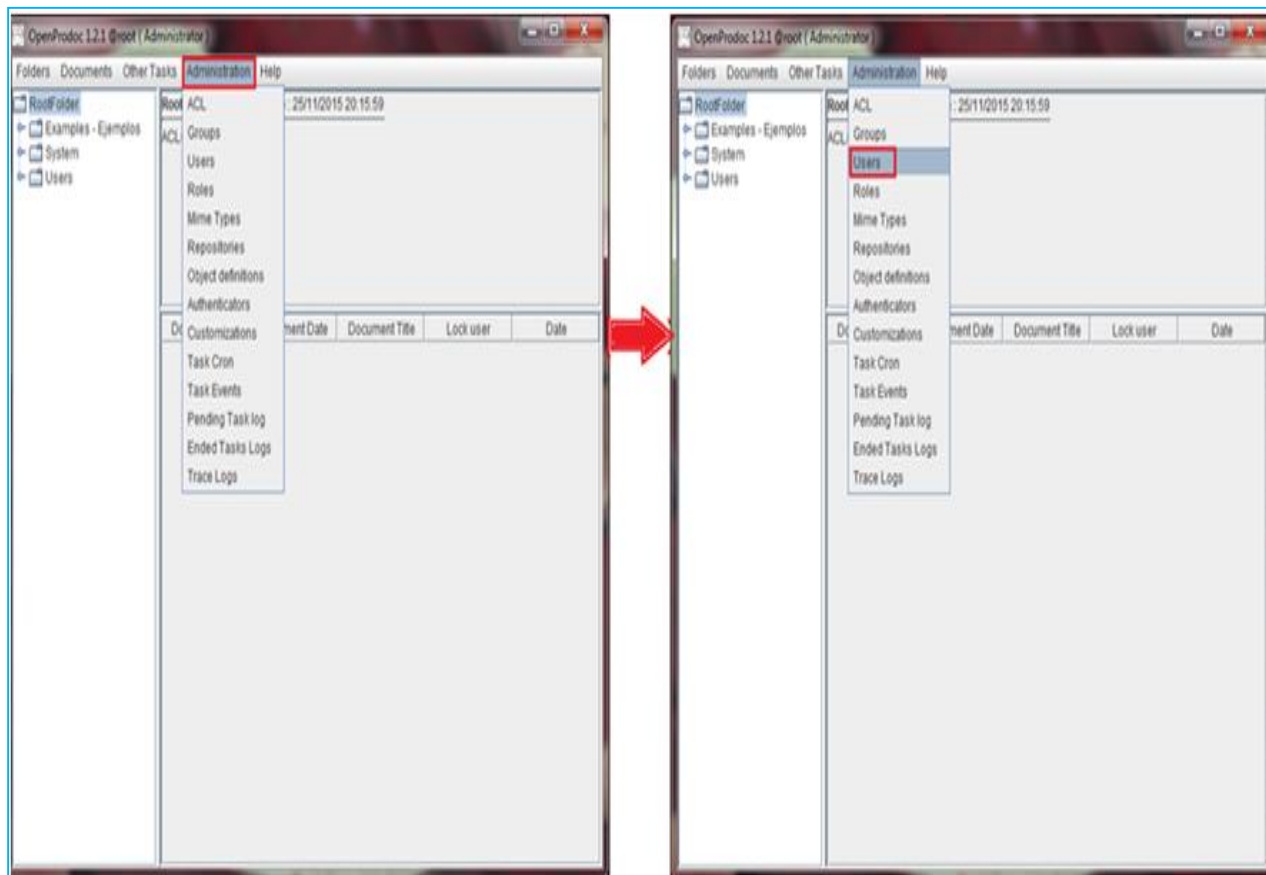 OpenProdoc 1.2.1 @root ( Administrator )
Folders Documents Other Tasks Administration Help
RootFolder
Examples - Ejemplos
System
Users
Root : 25/11/2015 20:15:59
ACL
ACL
Groups
Users
Roles
Mime Types
Repositories
Object definitions
Authenticators
Customizations
Task Cron
Task Events
Pending Task log
Ended Tasks Logs
Trace Logs
Document Title Lock user Date
OpenProdoc 1.2.1 @root ( Administrator )
Folders Documents Other Tasks Administration Help
RootFolder
Examples - Ejemplos
System
Users
Root : 25/11/2015 20:15:59
ACL
ACL
Groups
Users
Roles
Mime Types
Repositories
Object definitions
Authenticators
Customizations
Task Cron
Task Events
Pending Task log
Ended Tasks Logs
Trace Logs
Document Title Lock user Date